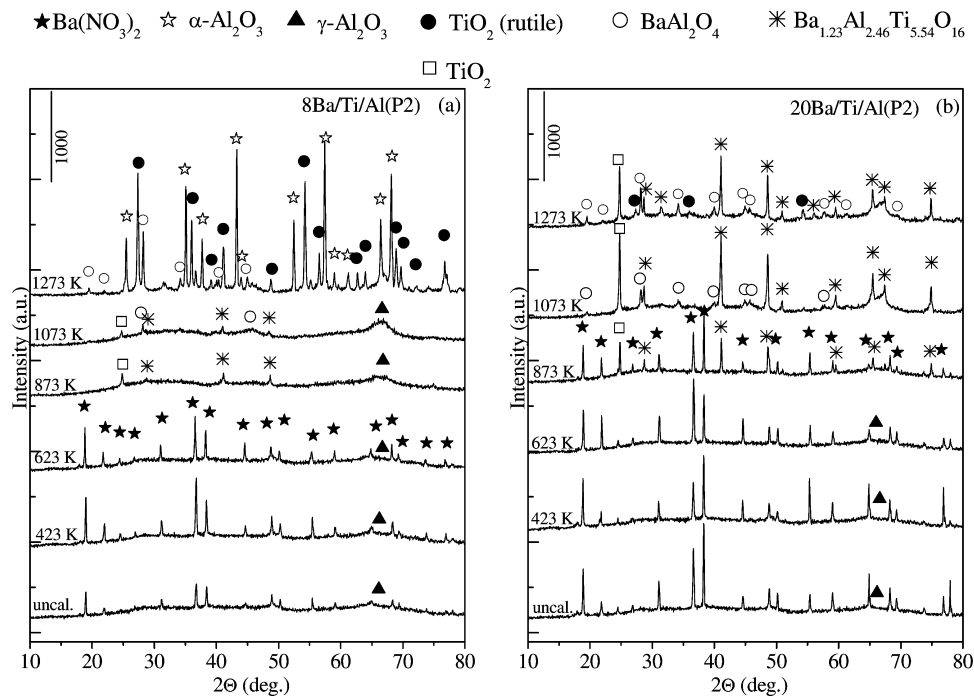 ★Ba(NO₃)₂ ☆ α-Al₂O₃ ▲ γ-Al₂O₃ ● TiO₂ (rutile) ○ BaAl₂O₄ ✳ Ba₁.₂₃Al₂.₄₆Ti₅.₅₄O₁₆
□ TiO₂
1000
8Ba/Ti/Al(P2) (a)
1273 K
1073 K
873 K
623 K
423 K
uncal.
Intensity (a.u.)
10 20 30 40 50 60 70 80
2Θ (deg.)
1000
20Ba/Ti/Al(P2) (b)
1273 K
1073 K
873 K
623 K
423 K
uncal.
Intensity (a.u.)
10 20 30 40 50 60 70 80
2Θ (deg.)